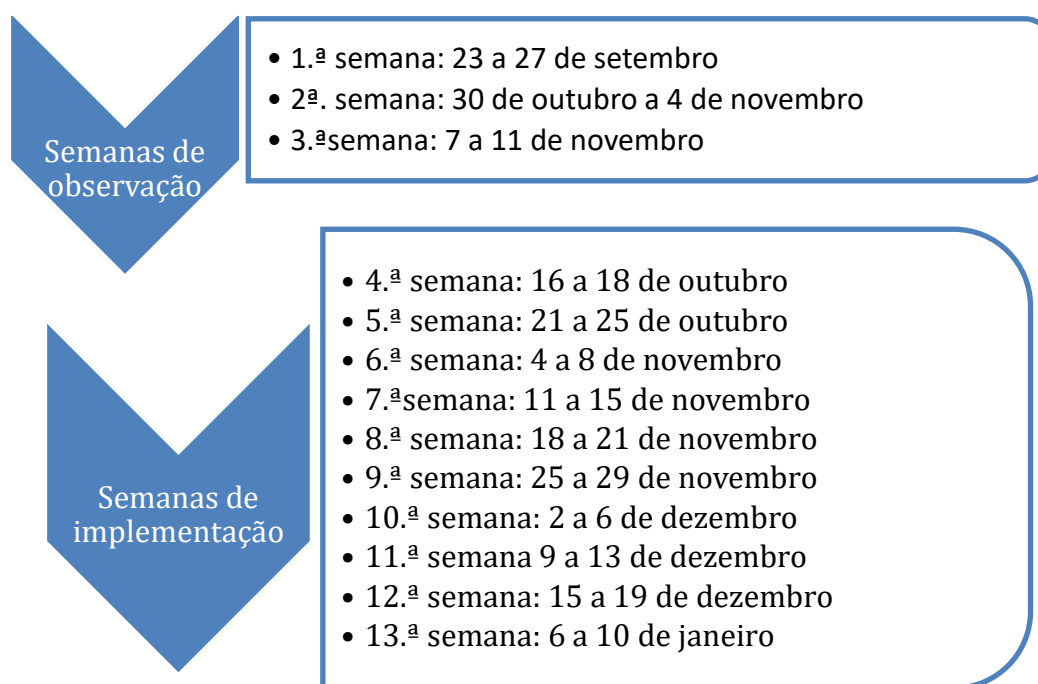 Semanas de
observação
• 1.ª semana: 23 a 27 de setembro
• 2ª. semana: 30 de outubro a 4 de novembro
• 3.ªsemana: 7 a 11 de novembro
Semanas de
implementação
• 4.ª semana: 16 a 18 de outubro
• 5.ª semana: 21 a 25 de outubro
• 6.ª semana: 4 a 8 de novembro
• 7.ªsemana: 11 a 15 de novembro
• 8.ª semana: 18 a 21 de novembro
• 9.ª semana: 25 a 29 de novembro
• 10.ª semana: 2 a 6 de dezembro
• 11.ª semana 9 a 13 de dezembro
• 12.ª semana: 15 a 19 de dezembro
• 13.ª semana: 6 a 10 de janeiro